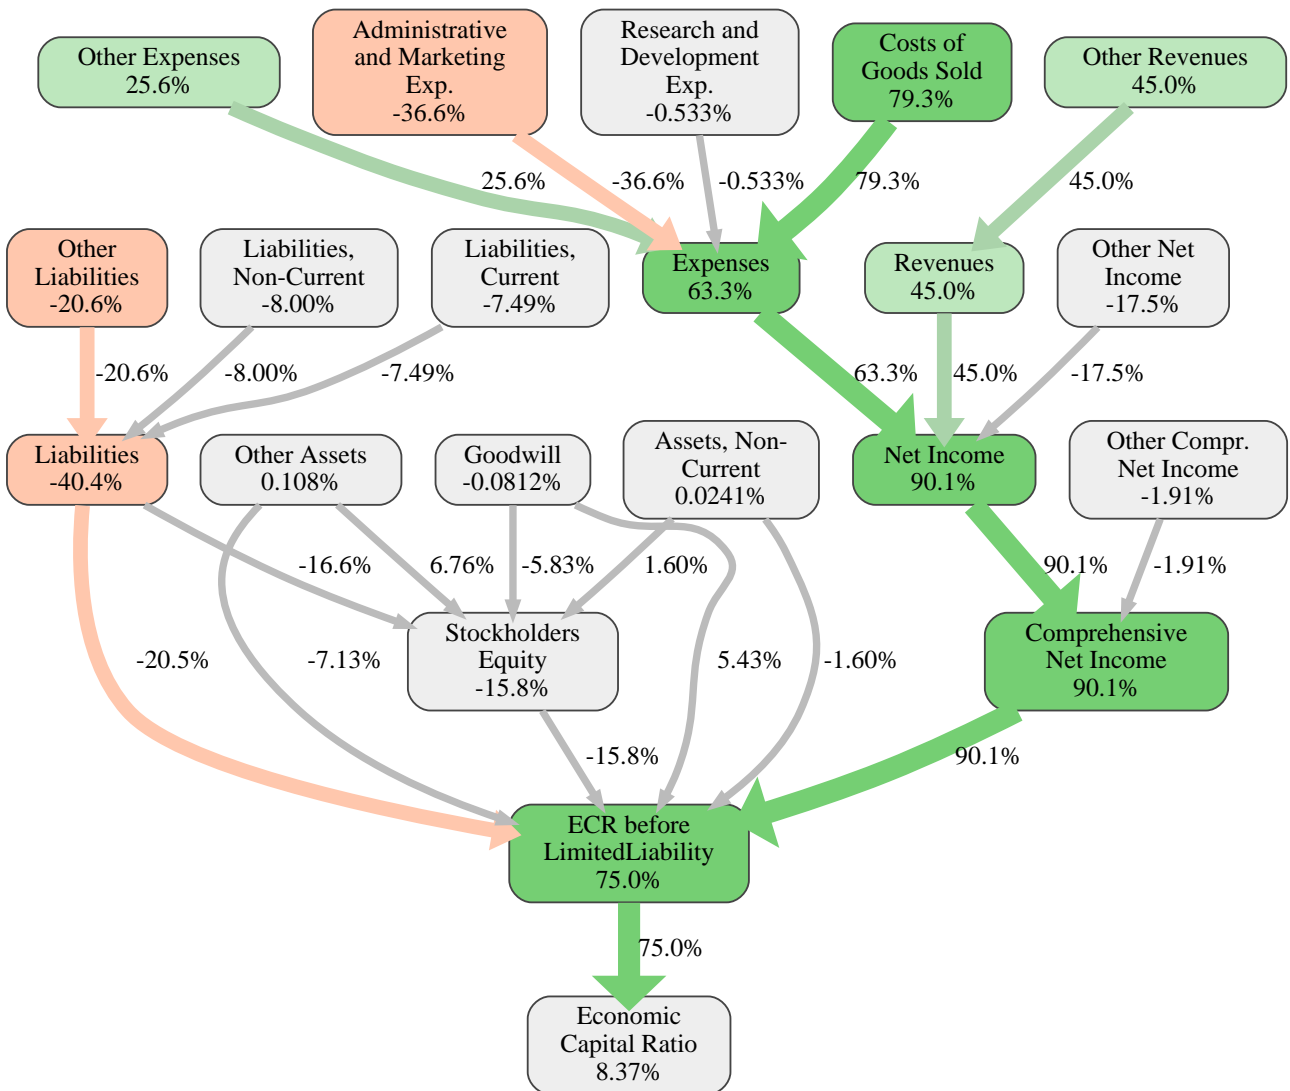 Other Expenses
25.6%
Administrative
and Marketing
Exp.
-36.6%
Research and
Development
Exp.
-0.533%
Costs of
Goods Sold
79.3%
Other Revenues
45.0%
25.6%
-36.6%
-0.533%
79.3%
45.0%
Other
Liabilities
-20.6%
Liabilities,
Non-Current
-8.00%
Liabilities,
Current
-7.49%
Expenses
63.3%
Revenues
45.0%
Other Net
Income
-17.5%
-20.6%
-8.00%
-7.49%
63.3%
45.0%
-17.5%
Liabilities
-40.4%
Other Assets
0.108%
Goodwill
-0.0812%
Assets, Non-
Current
0.0241%
Net Income
90.1%
Other Compr.
Net Income
-1.91%
-16.6%
6.76%
-5.83%
1.60%
90.1%
-1.91%
Stockholders
Equity
-15.8%
Comprehensive
Net Income
90.1%
-20.5%
-7.13%
5.43%
-1.60%
-15.8%
90.1%
ECR before
LimitedLiability
75.0%
75.0%
Economic
Capital Ratio
8.37%